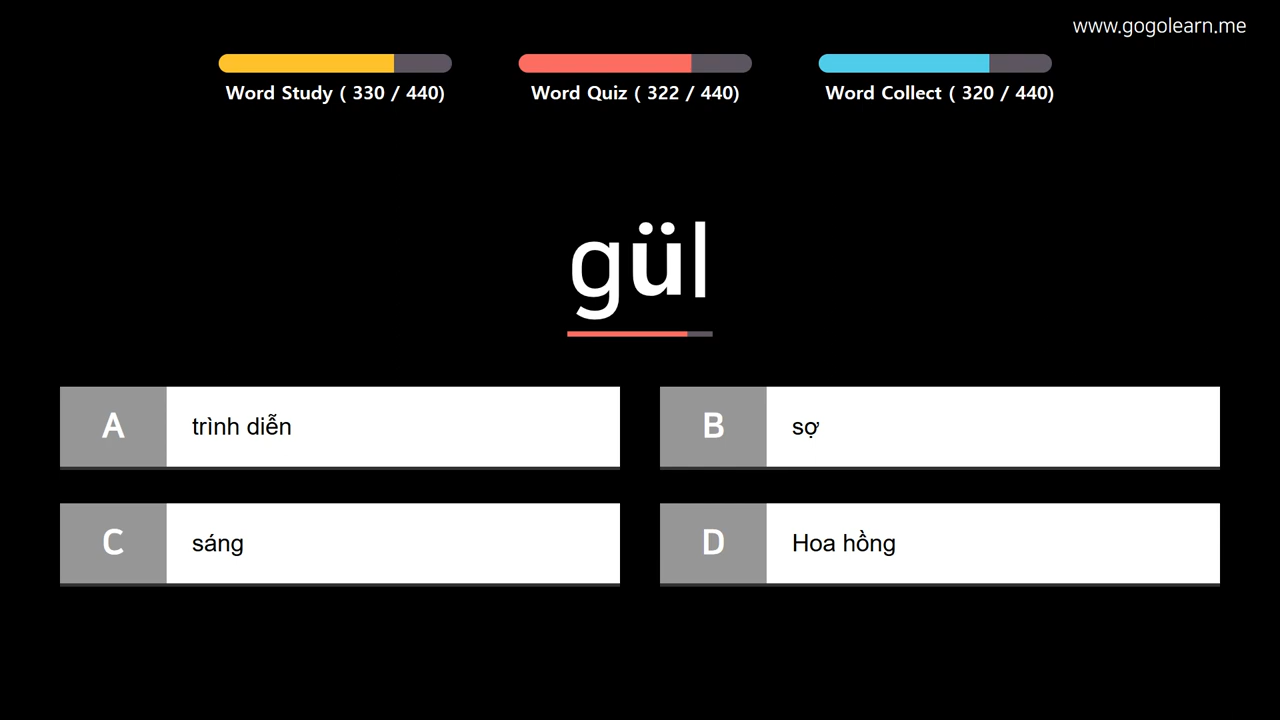 www.gogolearn.me
Word Study ( 330 / 440)
Word Quiz ( 322 / 440)
Word Collect ( 320 / 440)
gül
A
trình diễn
B
sợ
C
sáng
D
Hoa hồng